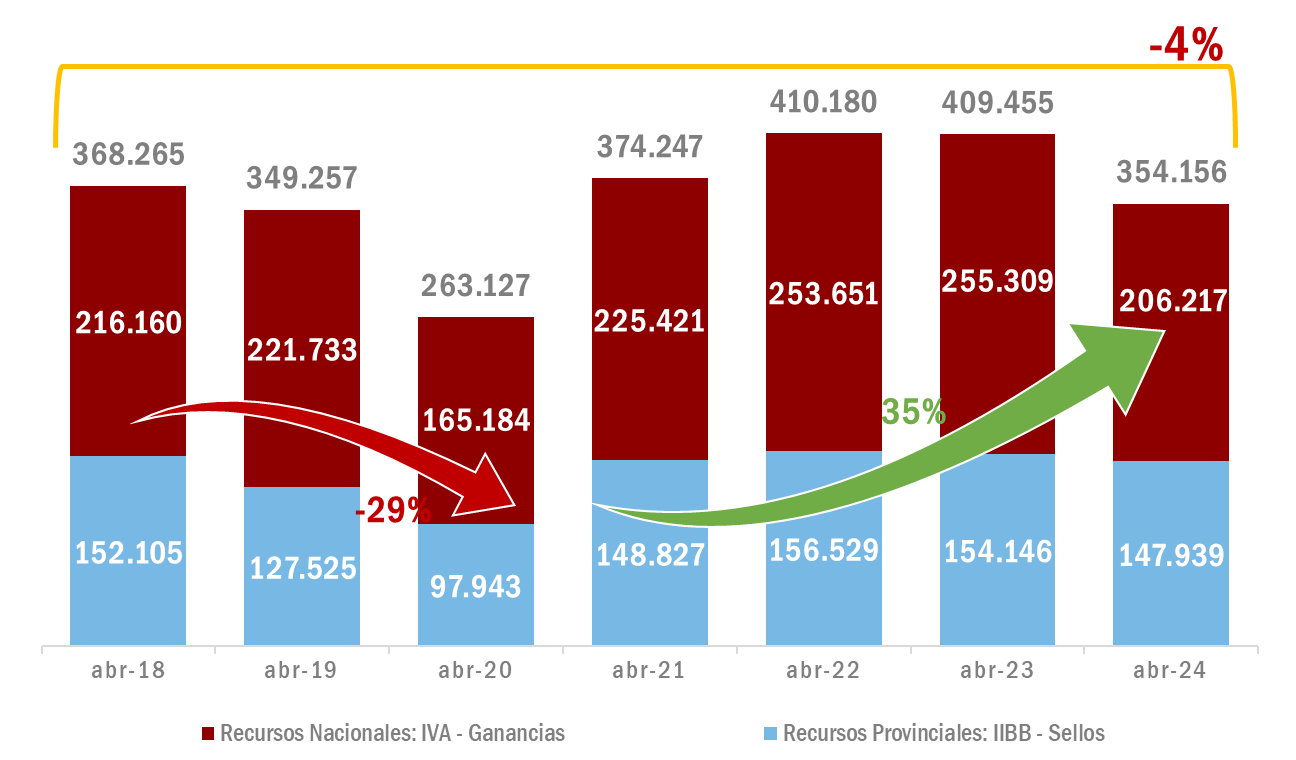 -4%
410.180
409.455
374.247
368.265
354.156
349.257
263.127
216.160
221.733
165.184
225.421
253.651
255.309
206.217
-29%
35%
152.105
127.525
97.943
148.827
156.529
154.146
147.939
abr-18
abr-19
abr-20
abr-21
abr-22
abr-23
abr-24
Recursos Nacionales: IVA - Ganancias
Recursos Provinciales: IIBB - Sellos